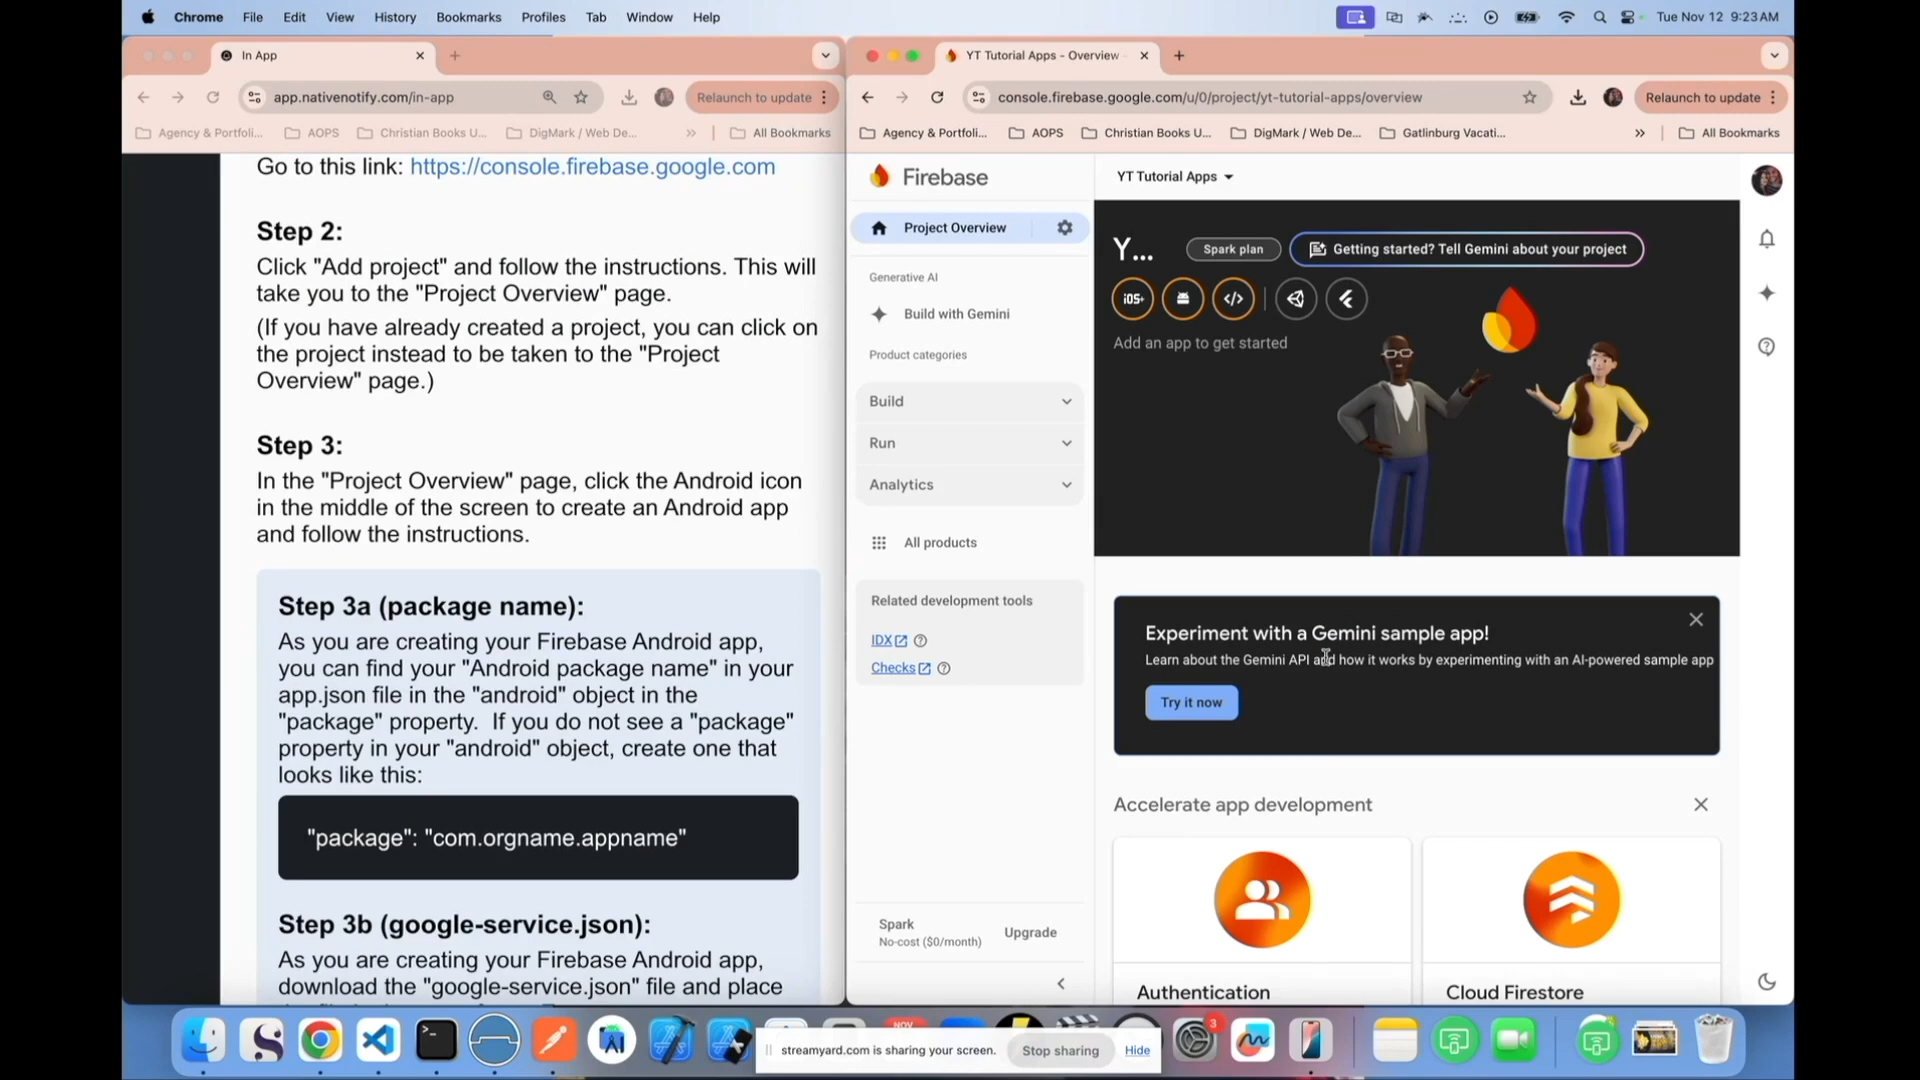 Chrome File Edit View History Bookmarks Profiles Tab Window Help
Tue Nov 12 9:23 AM
In App
app.nativenotify.com/in-app
Relaunch to update
Agency & Portfoli...
AOPS
Christian Books U...
DigMark / Web De...
»
All Bookmarks
Go to this link: https://console.firebase.google.com
Step 2:
Click "Add project" and follow the instructions. This will
take you to the "Project Overview" page.
(If you have already created a project, you can click on
the project instead to be taken to the "Project
Overview" page.)
Step 3:
In the "Project Overview" page, click the Android icon
in the middle of the screen to create an Android app
and follow the instructions.
Step 3a (package name):
As you are creating your Firebase Android app,
you can find your "Android package name" in your
app.json file in the "android" object in the
"package" property. If you do not see a "package"
property in your "android" object, create one that
looks like this:
"package": "com.orgname.appname"
Step 3b (google-service.json):
As you are creating your Firebase Android app,
download the "google-service.json" file and place
YT Tutorial Apps - Overview
console.firebase.google.com/u/0/project/yt-tutorial-apps/overview
Relaunch to update
Agency & Portfoli...
AOPS
Christian Books U...
DigMark / Web De...
Gatlinburg Vacati...
»
All Bookmarks
Firebase
Project Overview
Generative AI
Build with Gemini
Product categories
Build
Run
Analytics
All products
Related development tools
IDX
Checks
Spark
No-cost ($0/month)
Upgrade
YT Tutorial Apps
Y...
Spark plan
Getting started? Tell Gemini about your project
iOS+
Add an app to get started
Experiment with a Gemini sample app!
Learn about the Gemini API and how it works by experimenting with an AI-powered sample app
Try it now
Accelerate app development
Authentication
Cloud Firestore
NOV
3
streamyard.com is sharing your screen.
Stop sharing
Hide